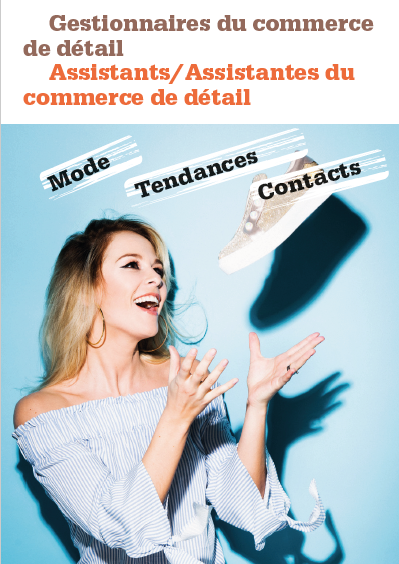 Gestionnaires du commerce
de détail
Assistants/Assistantes du
commerce de détail
Mode
Tendances
Contacts